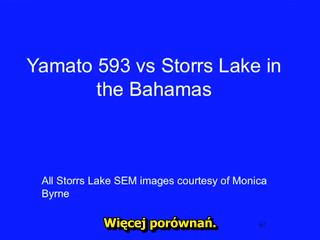 Yamato 593 vs Storrs Lake in
the Bahamas
All Storrs Lake SEM images courtesy of Monica
Byrne
Więcej porównań.